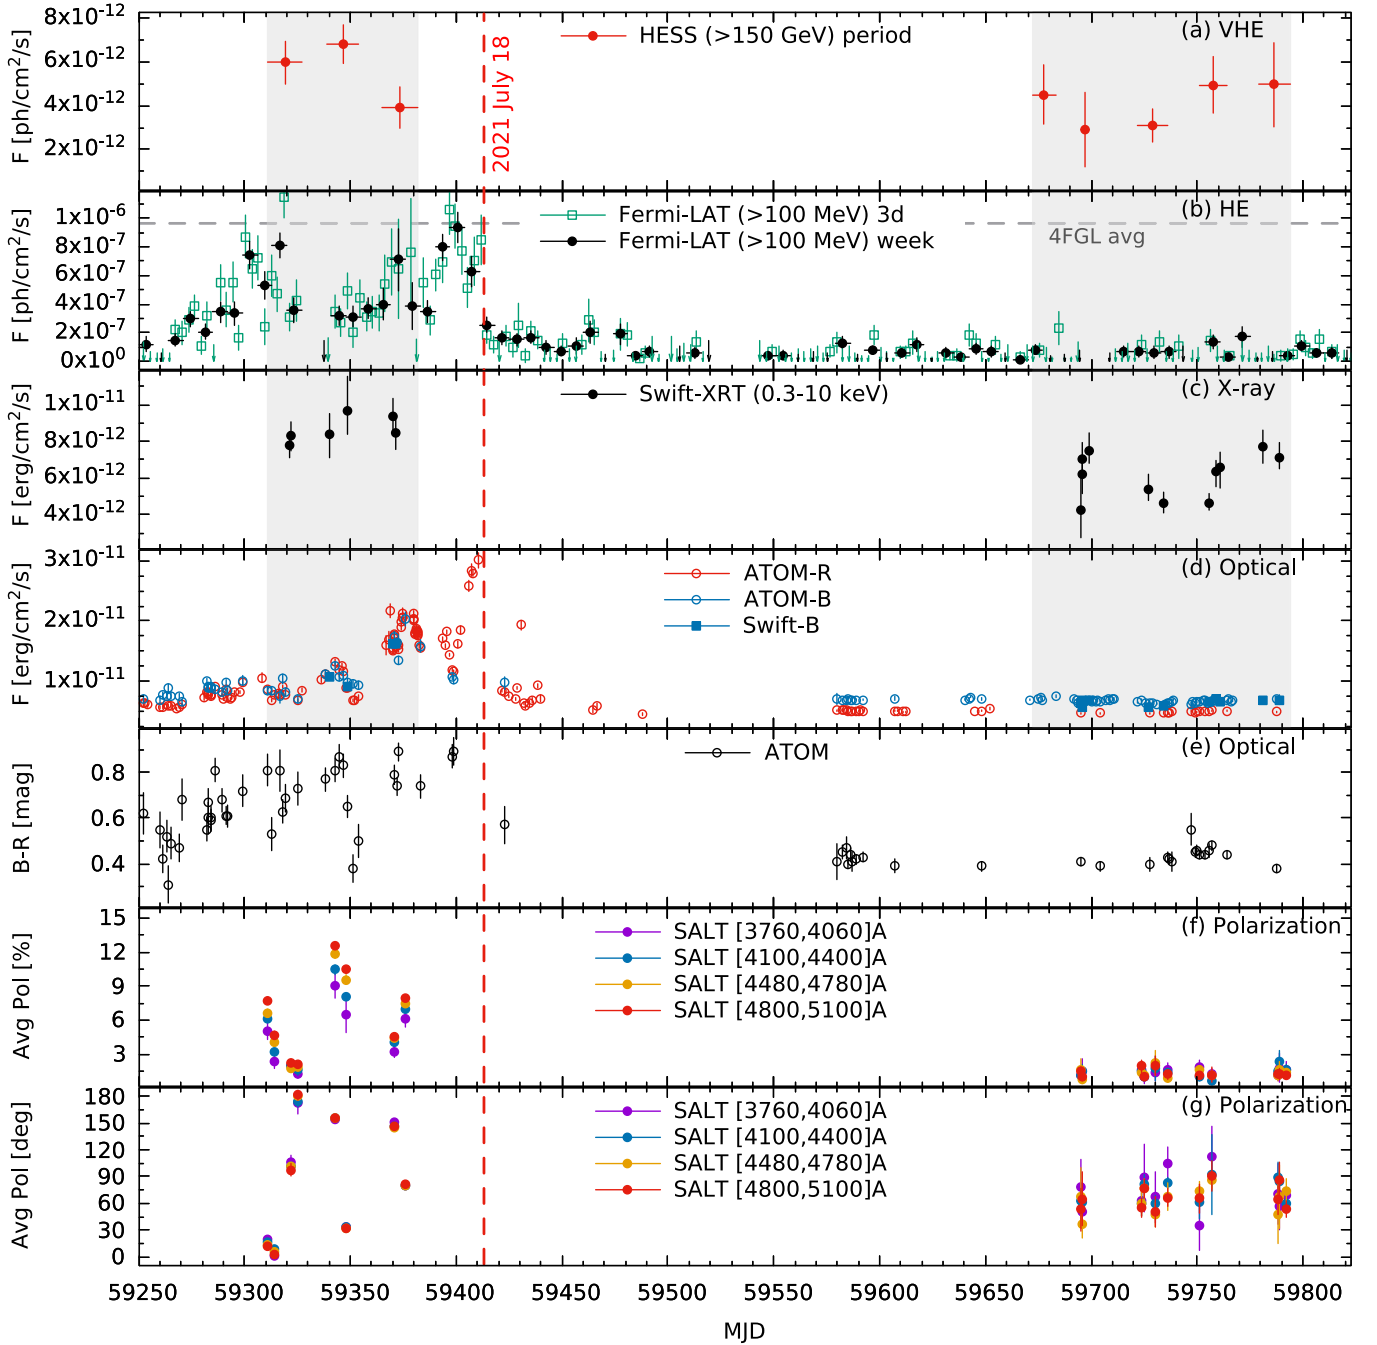 8x10-12
6x10-12
4x10-12
2x10-12
F [ph/cm2/s]
HESS (>150 GeV) period
(a) VHE
2021 July 18
1x10-6
8x10-7
6x10-7
4x10-7
2x10-7
0x100
F [ph/cm2/s]
Fermi-LAT (>100 MeV) 3d
Fermi-LAT (>100 MeV) week
(b) HE
4FGL avg
1x10-11
8x10-12
6x10-12
4x10-12
F [erg/cm2/s]
Swift-XRT (0.3-10 keV)
(c) X-ray
3x10-11
2x10-11
1x10-11
F [erg/cm2/s]
ATOM-R
ATOM-B
Swift-B
(d) Optical
0.8
0.6
0.4
B-R [mag]
ATOM
(e) Optical
15
12
9
6
3
Avg Pol [%]
SALT [3760,4060]A
SALT [4100,4400]A
SALT [4480,4780]A
SALT [4800,5100]A
(f) Polarization
180
150
120
90
60
30
0
Avg Pol [deg]
SALT [3760,4060]A
SALT [4100,4400]A
SALT [4480,4780]A
SALT [4800,5100]A
(g) Polarization
59250 59300 59350 59400 59450 59500 59550 59600 59650 59700 59750 59800
MJD